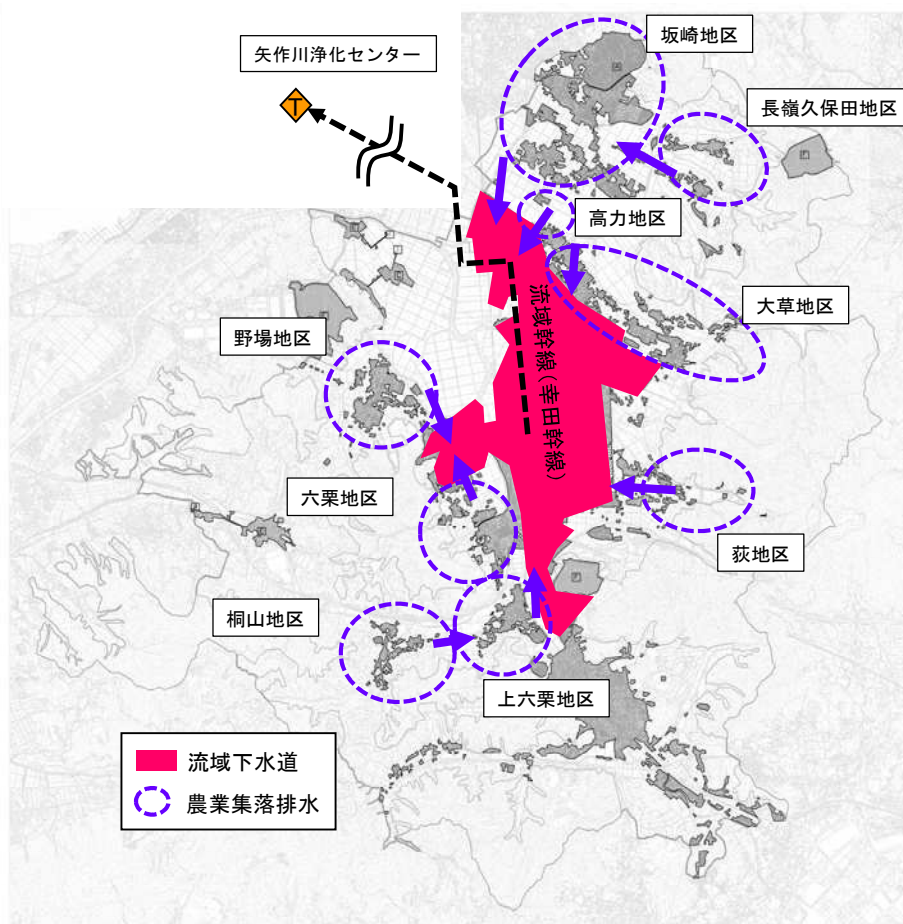 坂崎地区
矢作川浄化センター
T
長嶺久保田地区
高力地区
大草地区
流域幹線(幸田幹線)
野場地区
六栗地区
荻地区
桐山地区
上六栗地区
流域下水道
農業集落排水